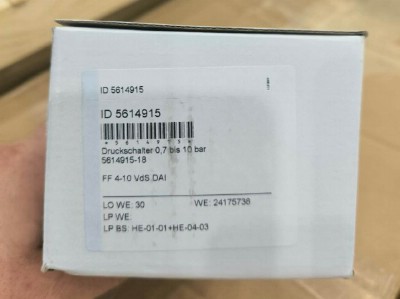 ID 5614915
ID 5614915
Druckschalter 0,7 bis 10 bar
5614915-18
FF 4-10 VdS DAI
LO WE: 30 WE: 24175738
LP WE:
LP BS: HE-01-01+HE-04-03